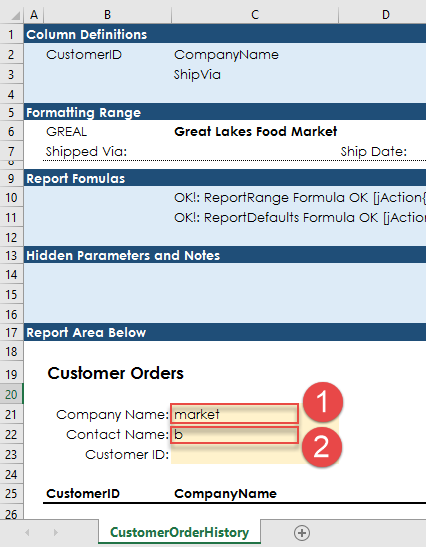 A B C D
1 Column Definitions
2 CustomerID CompanyName
3 ShipVia
4
5 Formatting Range
6 GREAL Great Lakes Food Market
7 Shipped Via: Ship Date:
8
9 Report Fomulas
10 OK!: ReportRange Formula OK [jAction{
11 OK!: ReportDefaults Formula OK [jAction
12
13 Hidden Parameters and Notes
14
15
16
17 Report Area Below
18
19 Customer Orders
20
21 Company Name: market 1
22 Contact Name: b 2
23 Customer ID:
24
25 CustomerID CompanyName
26
CustomerOrderHistory